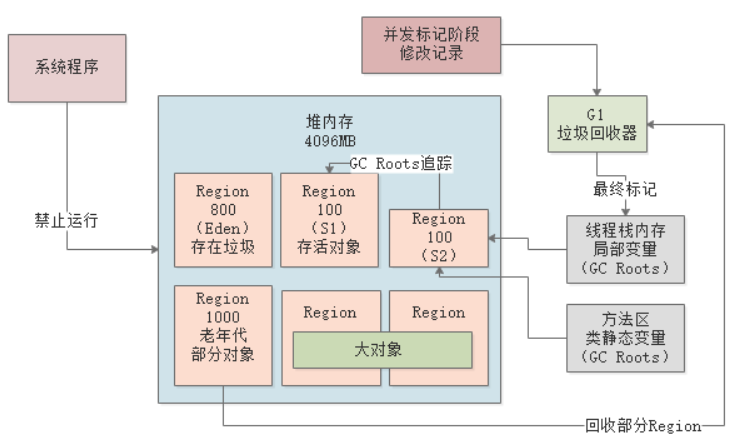 系统程序
并发标记阶段
修改记录
禁止运行
堆内存
4096MB
G1
垃圾回收器
GC Roots追踪
最终标记
Region
800
(Eden)
存在垃圾
Region
100
(S1)
存活对象
Region
100
(S2)
线程栈内存
局部变量
(GC Roots)
Region
1000
老年代
部分对象
Region
Region
大对象
方法区
类静态变量
(GC Roots)
回收部分Region